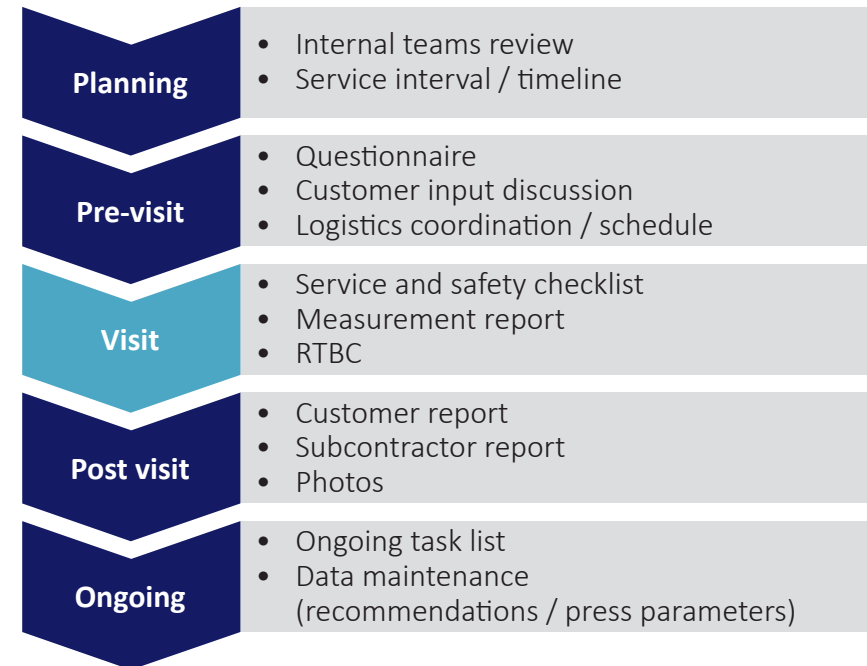 Planning
• Internal teams review
• Service interval / timeline
Pre-visit
• Questionnaire
• Customer input discussion
• Logistics coordination / schedule
Visit
• Service and safety checklist
• Measurement report
• RTBC
Post visit
• Customer report
• Subcontractor report
• Photos
Ongoing
• Ongoing task list
• Data maintenance
(recommendations / press parameters)